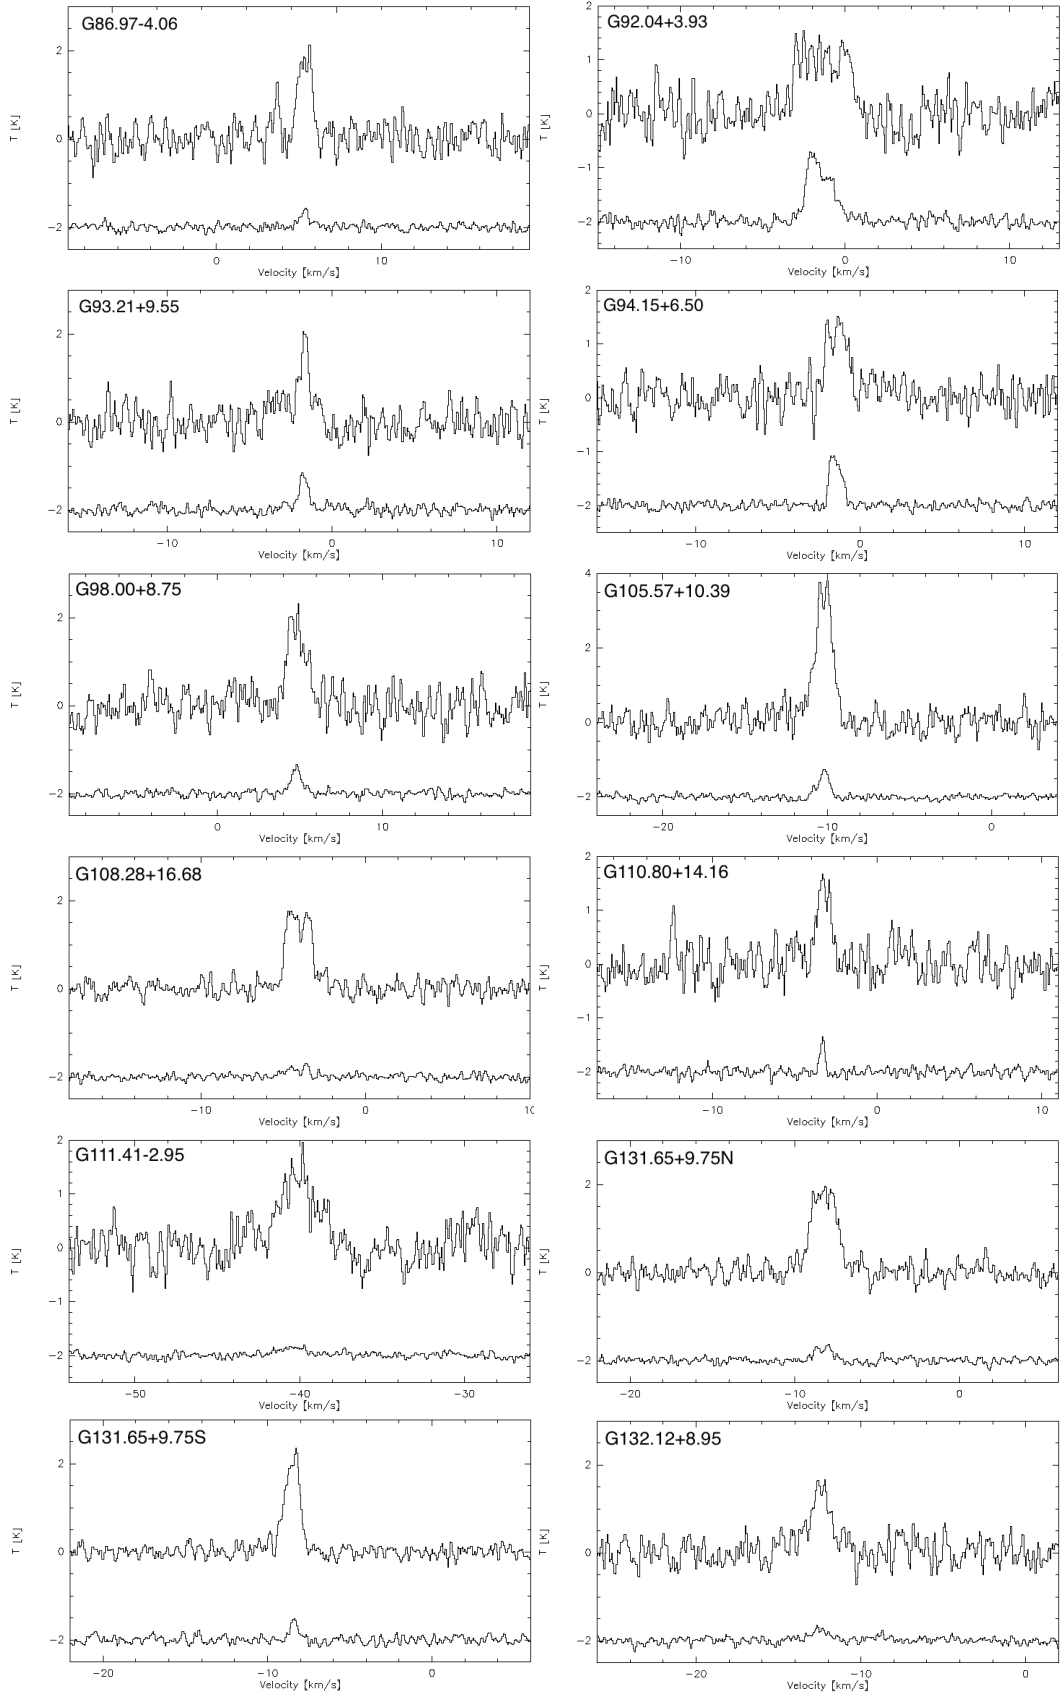 G86.97-4.06
T [K]
2
0
−2
0
10
Velocity [km/s]
G92.04+3.93
T [K]
2
1
0
−1
−2
−10
0
10
Velocity [km/s]
G93.21+9.55
T [K]
2
0
−2
−10
0
10
Velocity [km/s]
G94.15+6.50
T [K]
2
1
0
−1
−2
−10
0
10
Velocity [km/s]
G98.00+8.75
T [K]
2
0
−2
0
10
Velocity [km/s]
G105.57+10.39
T [K]
4
2
0
−2
−20
−10
0
Velocity [km/s]
G108.28+16.68
T [K]
2
0
−2
−10
0
10
Velocity [km/s]
G110.80+14.16
T [K]
2
1
0
−1
−2
−10
0
10
Velocity [km/s]
G111.41-2.95
T [K]
2
1
0
−1
−2
−50
−40
−30
Velocity [km/s]
G131.65+9.75N
T [K]
2
0
−2
−20
−10
0
Velocity [km/s]
G131.65+9.75S
T [K]
2
0
−2
−20
−10
0
Velocity [km/s]
G132.12+8.95
T [K]
2
0
−2
−20
−10
0
Velocity [km/s]